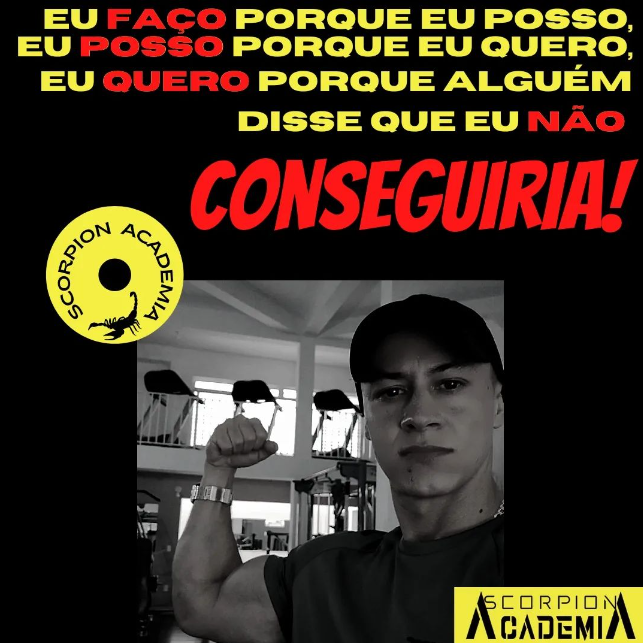 EU FAÇO PORQUE EU POSSO,
EU POSSO PORQUE EU QUERO,
EU QUERO PORQUE ALGUÉM
DISSE QUE EU NÃO
CONSEGUIRIA!
SCORPION ACADEMIA
SCORPION
ACADEMIA